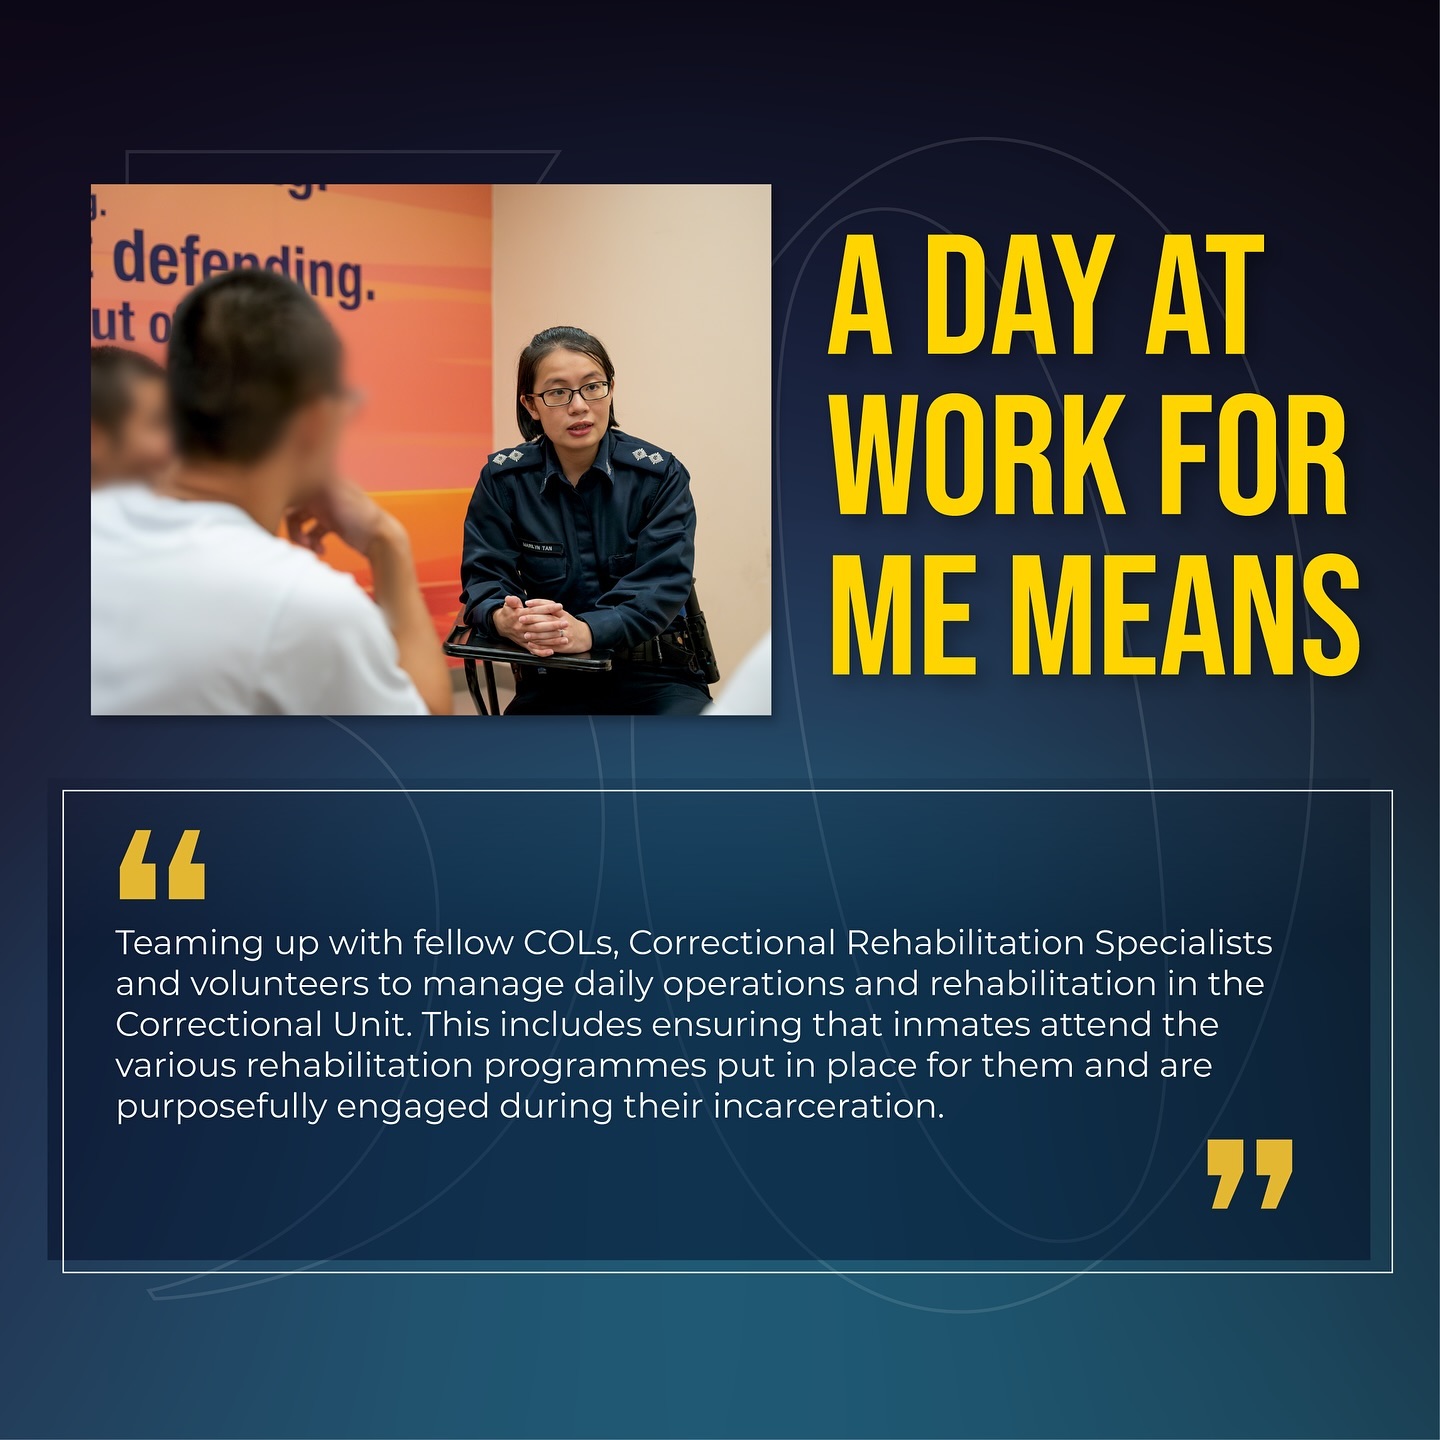 g.
defending.
ut o
A DAY AT
WORK FOR
ME MEANS
“
Teaming up with fellow COLs, Correctional Rehabilitation Specialists
and volunteers to manage daily operations and rehabilitation in the
Correctional Unit. This includes ensuring that inmates attend the
various rehabilitation programmes put in place for them and are
purposefully engaged during their incarceration.
”